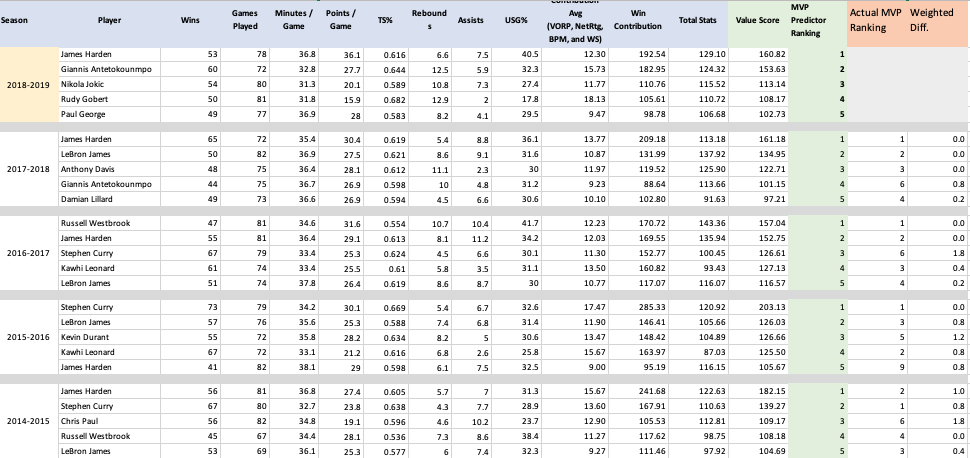 Season Player Wins Games Played Minutes / Game Points / Game TS% Rebounds Assists USG% Contribution Avg (VORP, NetRtg, BPM, and WS) Win Contribution Total Stats Value Score MVP Predictor Ranking Actual MVP Ranking Weighted Diff.
2018-2019
James Harden 53 78 36.8 36.1 0.616 6.6 7.5 40.5 12.30 192.54 129.10 160.82 1
Giannis Antetokounmpo 60 72 32.8 27.7 0.644 12.5 5.9 32.3 15.73 182.95 124.32 153.63 2
Nikola Jokic 54 80 31.3 20.1 0.589 10.8 7.3 27.4 11.77 110.76 115.52 113.14 3
Rudy Gobert 50 81 31.8 15.9 0.682 12.9 2 17.8 18.13 105.61 110.72 108.17 4
Paul George 49 77 36.9 28 0.583 8.2 4.1 29.5 9.47 98.78 106.68 102.73 5
2017-2018
James Harden 65 72 35.4 30.4 0.619 5.4 8.8 36.1 13.77 209.18 113.18 161.18 1 1 0.0
LeBron James 50 82 36.9 27.5 0.621 8.6 9.1 31.6 10.87 131.99 137.92 134.95 2 2 0.0
Anthony Davis 48 75 36.4 28.1 0.612 11.1 2.3 30 11.97 119.52 125.90 122.71 3 3 0.0
Giannis Antetokounmpo 44 75 36.7 26.9 0.598 10 4.8 31.2 9.23 88.64 113.66 101.15 4 6 0.8
Damian Lillard 49 73 36.6 26.9 0.594 4.5 6.6 30.6 10.10 102.80 91.63 97.21 5 4 0.2
2016-2017
Russell Westbrook 47 81 34.6 31.6 0.554 10.7 10.4 41.7 12.23 170.72 143.36 157.04 1 1 0.0
James Harden 55 81 36.4 29.1 0.613 8.1 11.2 34.2 12.03 169.55 135.94 152.75 2 2 0.0
Stephen Curry 67 79 33.4 25.3 0.624 4.5 6.6 30.1 11.30 152.77 100.45 126.61 3 6 1.8
Kawhi Leonard 61 74 33.4 25.5 0.61 5.8 3.5 31.1 13.50 160.82 93.43 127.13 4 3 0.4
LeBron James 51 74 37.8 26.4 0.619 8.6 8.7 30 10.77 117.07 116.07 116.57 5 4 0.2
2015-2016
Stephen Curry 73 79 34.2 30.1 0.669 5.4 6.7 32.6 17.47 285.33 120.92 203.13 1 1 0.0
LeBron James 57 76 35.6 25.3 0.588 7.4 6.8 31.4 11.90 146.41 105.66 126.03 2 3 0.8
Kevin Durant 55 72 35.8 28.2 0.634 8.2 5 30.6 13.47 148.42 104.89 126.66 3 5 1.2
Kawhi Leonard 67 72 33.1 21.2 0.616 6.8 2.6 25.8 15.67 163.97 87.03 125.50 4 2 0.8
James Harden 41 82 38.1 29 0.598 6.1 7.5 32.5 9.00 95.19 116.15 105.67 5 9 0.8
2014-2015
James Harden 56 81 36.8 27.4 0.605 5.7 7 31.3 15.67 241.68 122.63 182.15 1 2 1.0
Stephen Curry 67 80 32.7 23.8 0.638 4.3 7.7 28.9 13.60 167.91 110.63 139.27 2 1 0.8
Chris Paul 56 82 34.8 19.1 0.596 4.6 10.2 23.7 12.90 105.53 112.81 109.17 3 6 1.8
Russell Westbrook 45 67 34.4 28.1 0.536 7.3 8.6 38.4 11.27 117.62 98.75 108.18 4 4 0.0
LeBron James 53 69 36.1 25.3 0.577 6 7.4 32.3 9.27 111.46 97.92 104.69 5 3 0.4